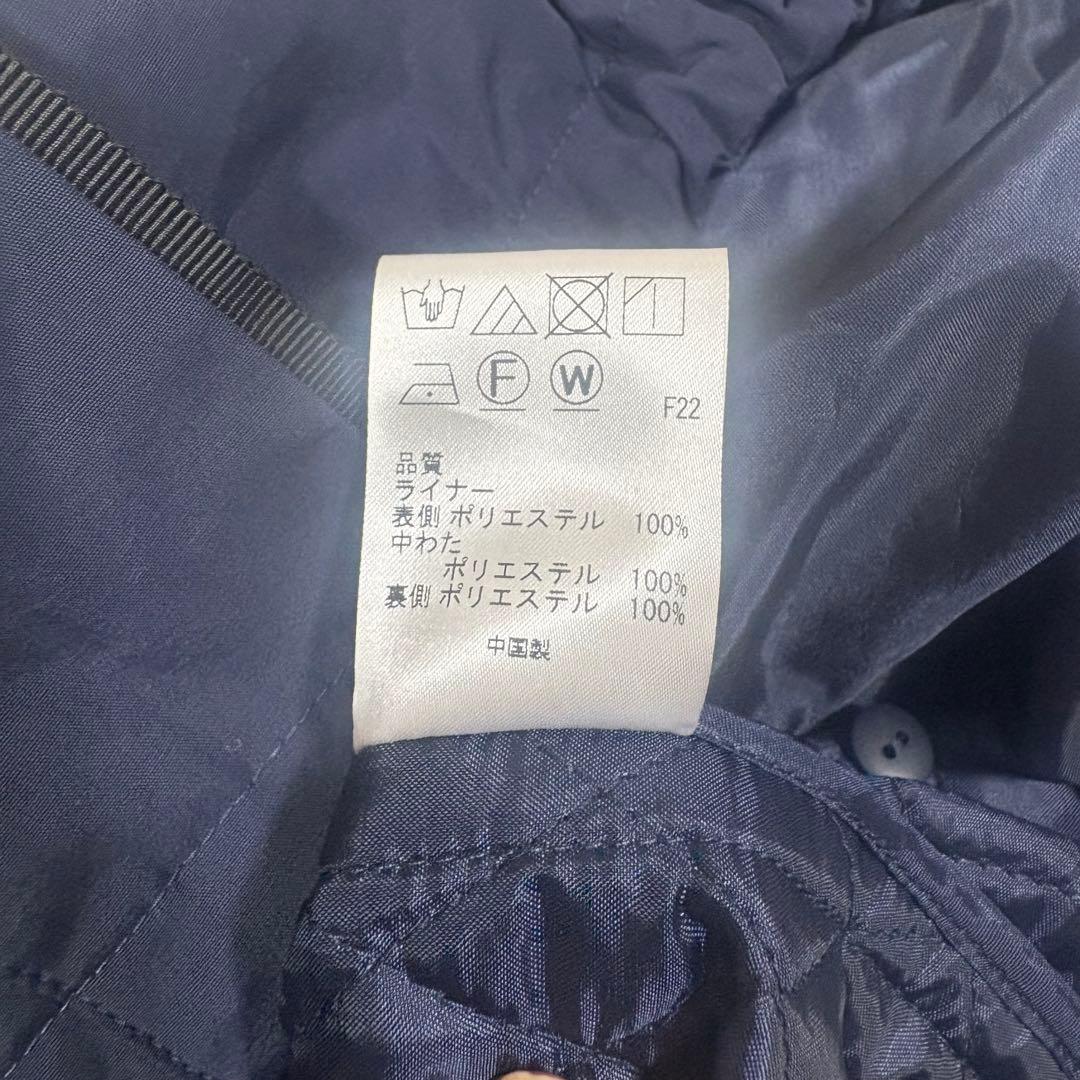 F W
F22
品質
ライナー
表側 ポリエステル 100%
中わた
ポリエステル 100%
裏側 ポリエステル 100%
中国製